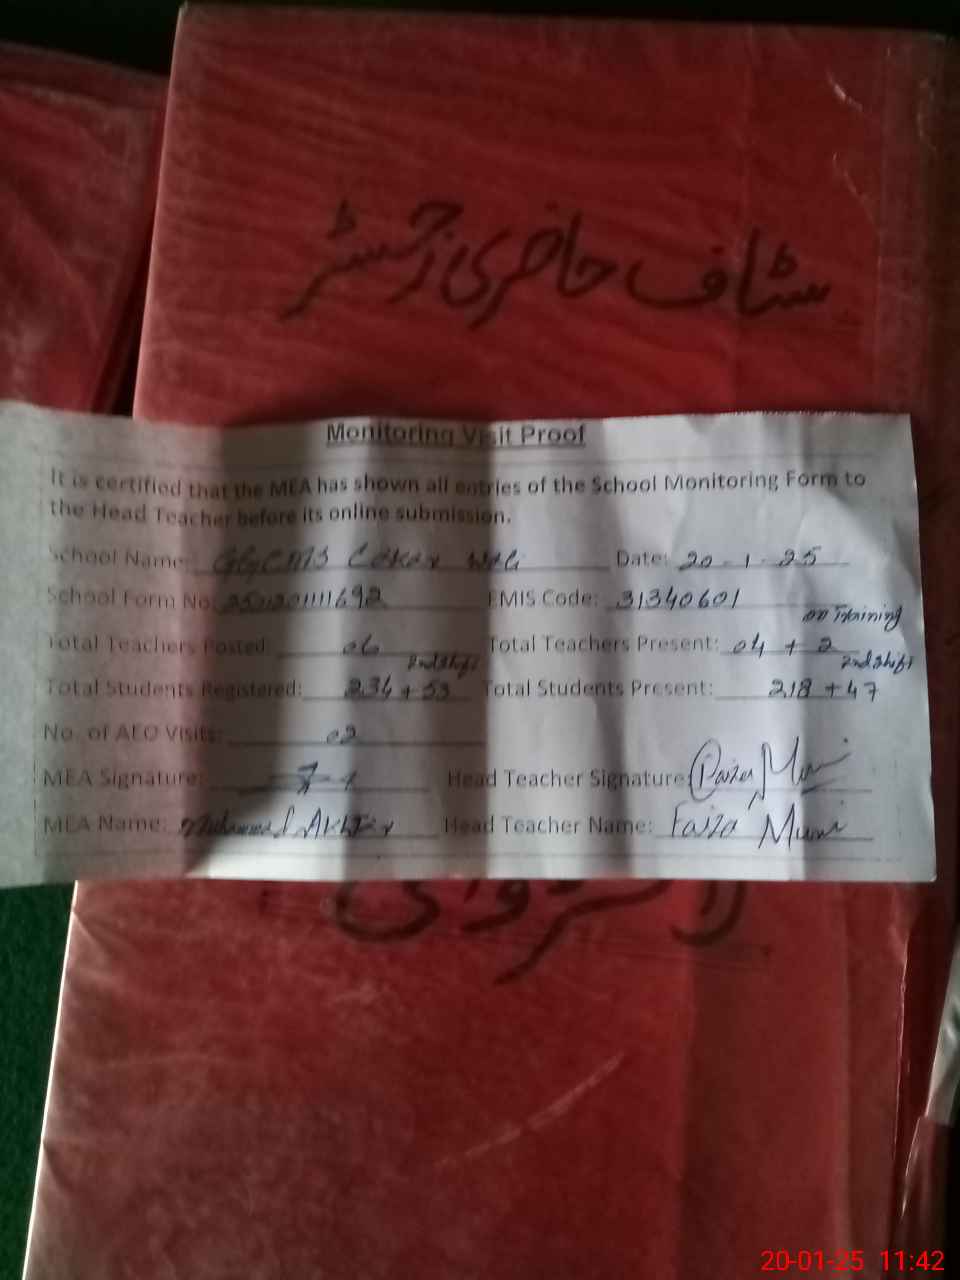 سٹاف حاضری رجسٹر
Monitoring Visit Proof
It is certified that the MEA has shown all entries of the School Monitoring Form to
the Head Teacher before its online submission.
School Name: Date: 20-1-25
School Form No: EMIS Code: 31340601
on Training
Total Teachers Posted: 06 Total Teachers Present: 04 + 2
2nd shift 2nd shift
Total Students Registered: 234 + 53 Total Students Present: 218 + 47
No. of AEO Visits: 02
MEA Signature: Head Teacher Signature:
MEA Name: Muhammad Head Teacher Name: Faiza
20-01-25 11:42